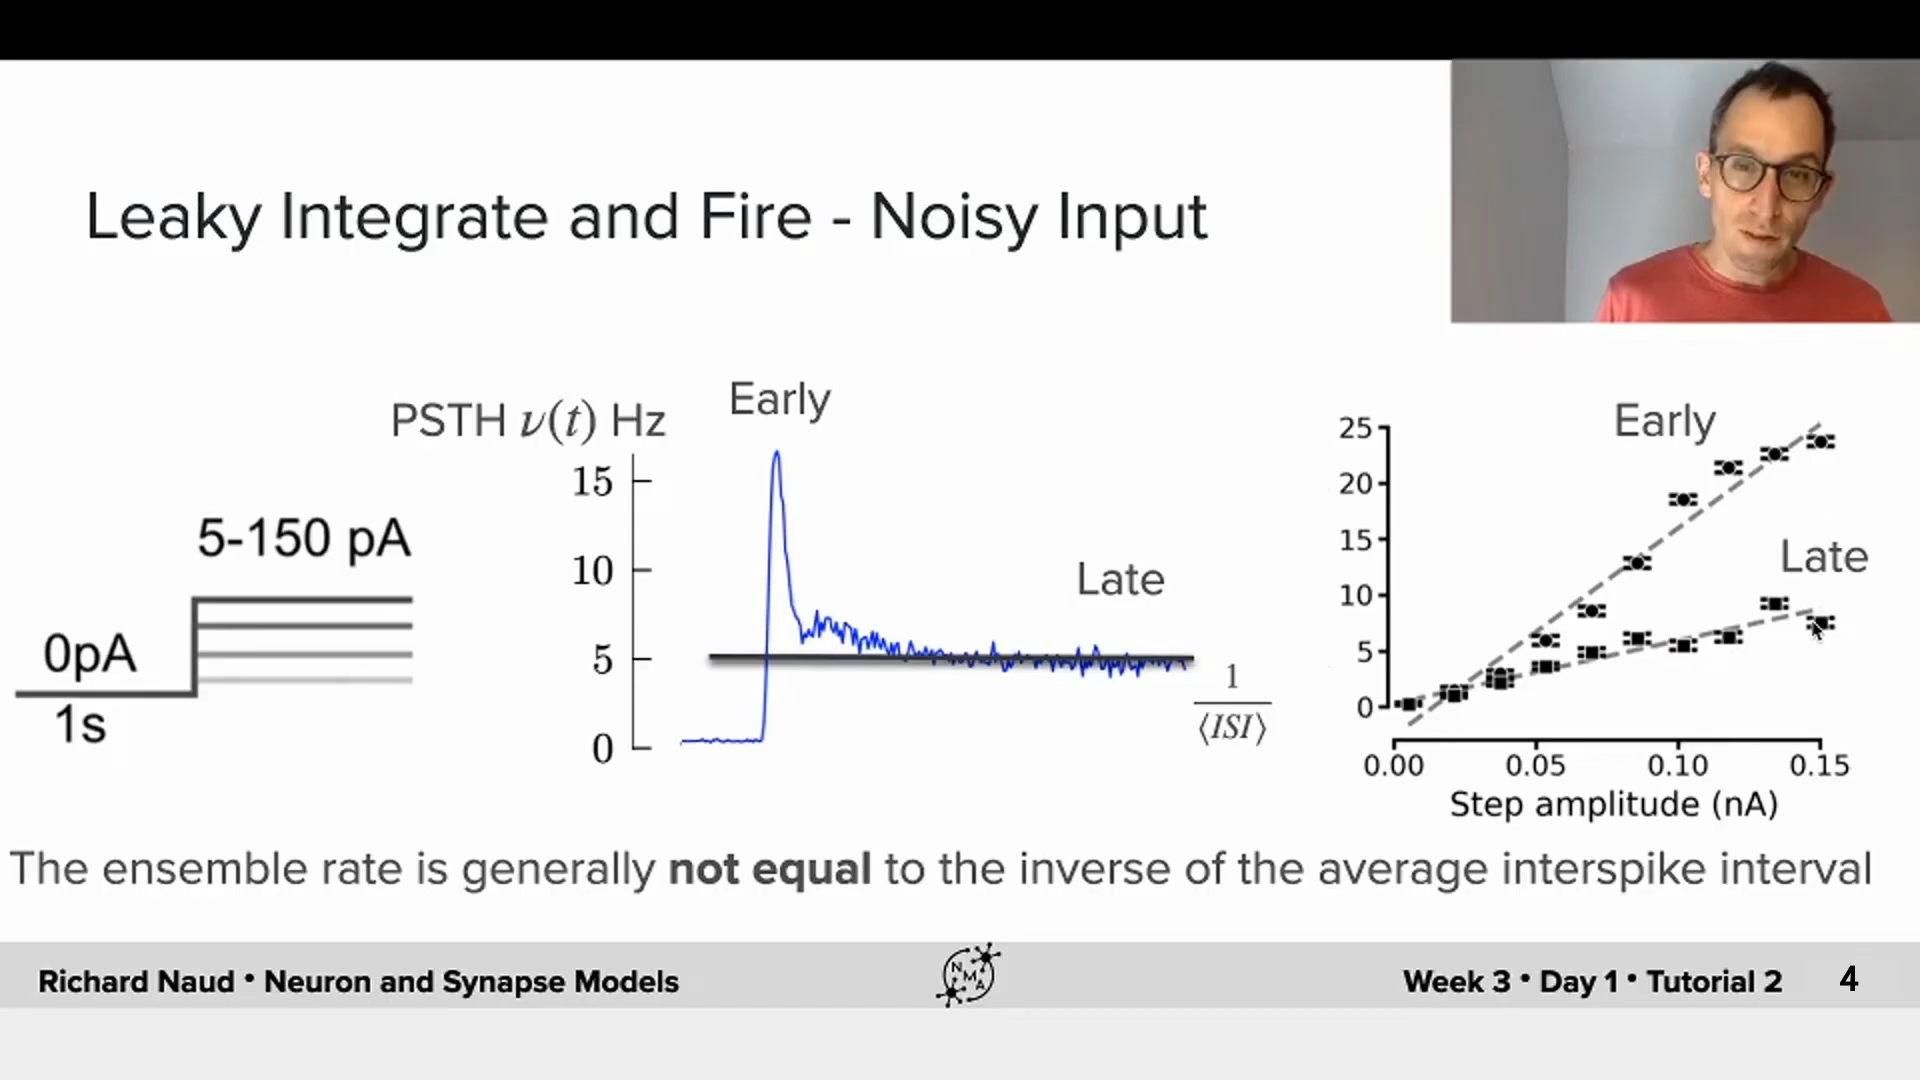 Leaky Integrate and Fire - Noisy Input
PSTH ν(t) Hz
Early
15
10
5
0
Late
1
⟨ISI⟩
5-150 pA
0pA
1s
Early
Late
25
20
15
10
5
0
0.00 0.05 0.10 0.15
Step amplitude (nA)
The ensemble rate is generally not equal to the inverse of the average interspike interval
Richard Naud • Neuron and Synapse Models
N M A
Week 3 • Day 1 • Tutorial 2 4